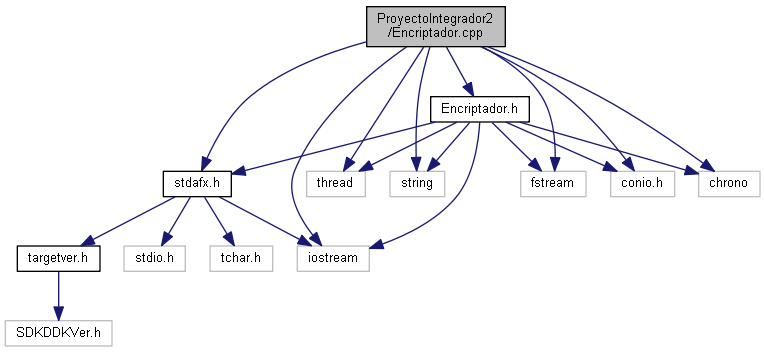 ProyectoIntegrador2
/Encriptador.cpp
Encriptador.h
stdafx.h
thread
string
fstream
conio.h
chrono
targetver.h
stdio.h
tchar.h
iostream
SDKDDKVer.h